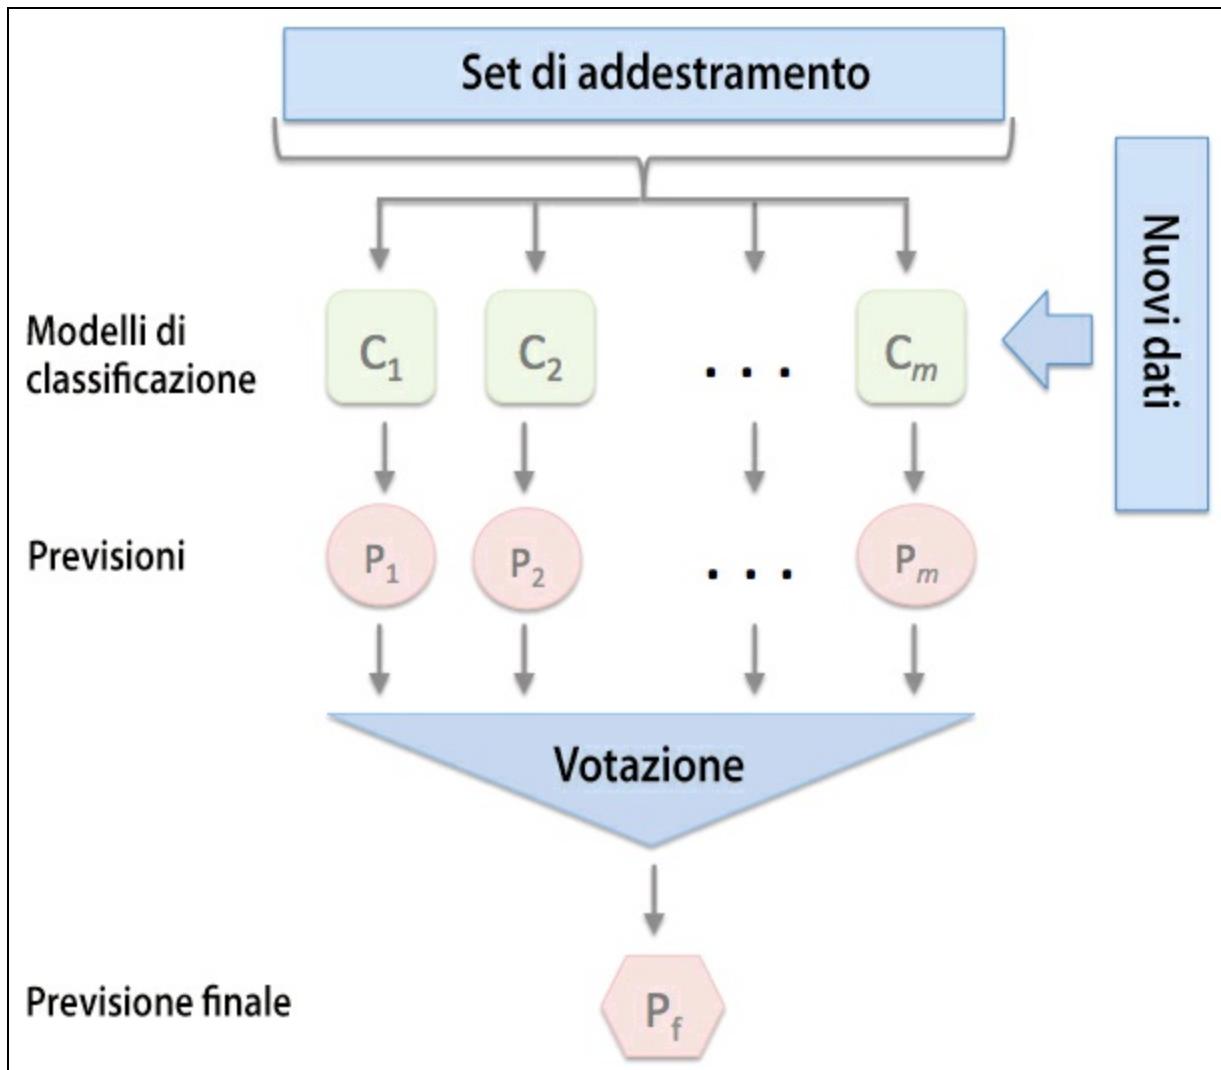 Set di addestramento
Nuovi dati
Modelli di
classificazione
C1 C2 . . . Cm
Previsioni
P1 P2 . . . Pm
Votazione
Previsione finale
Pf